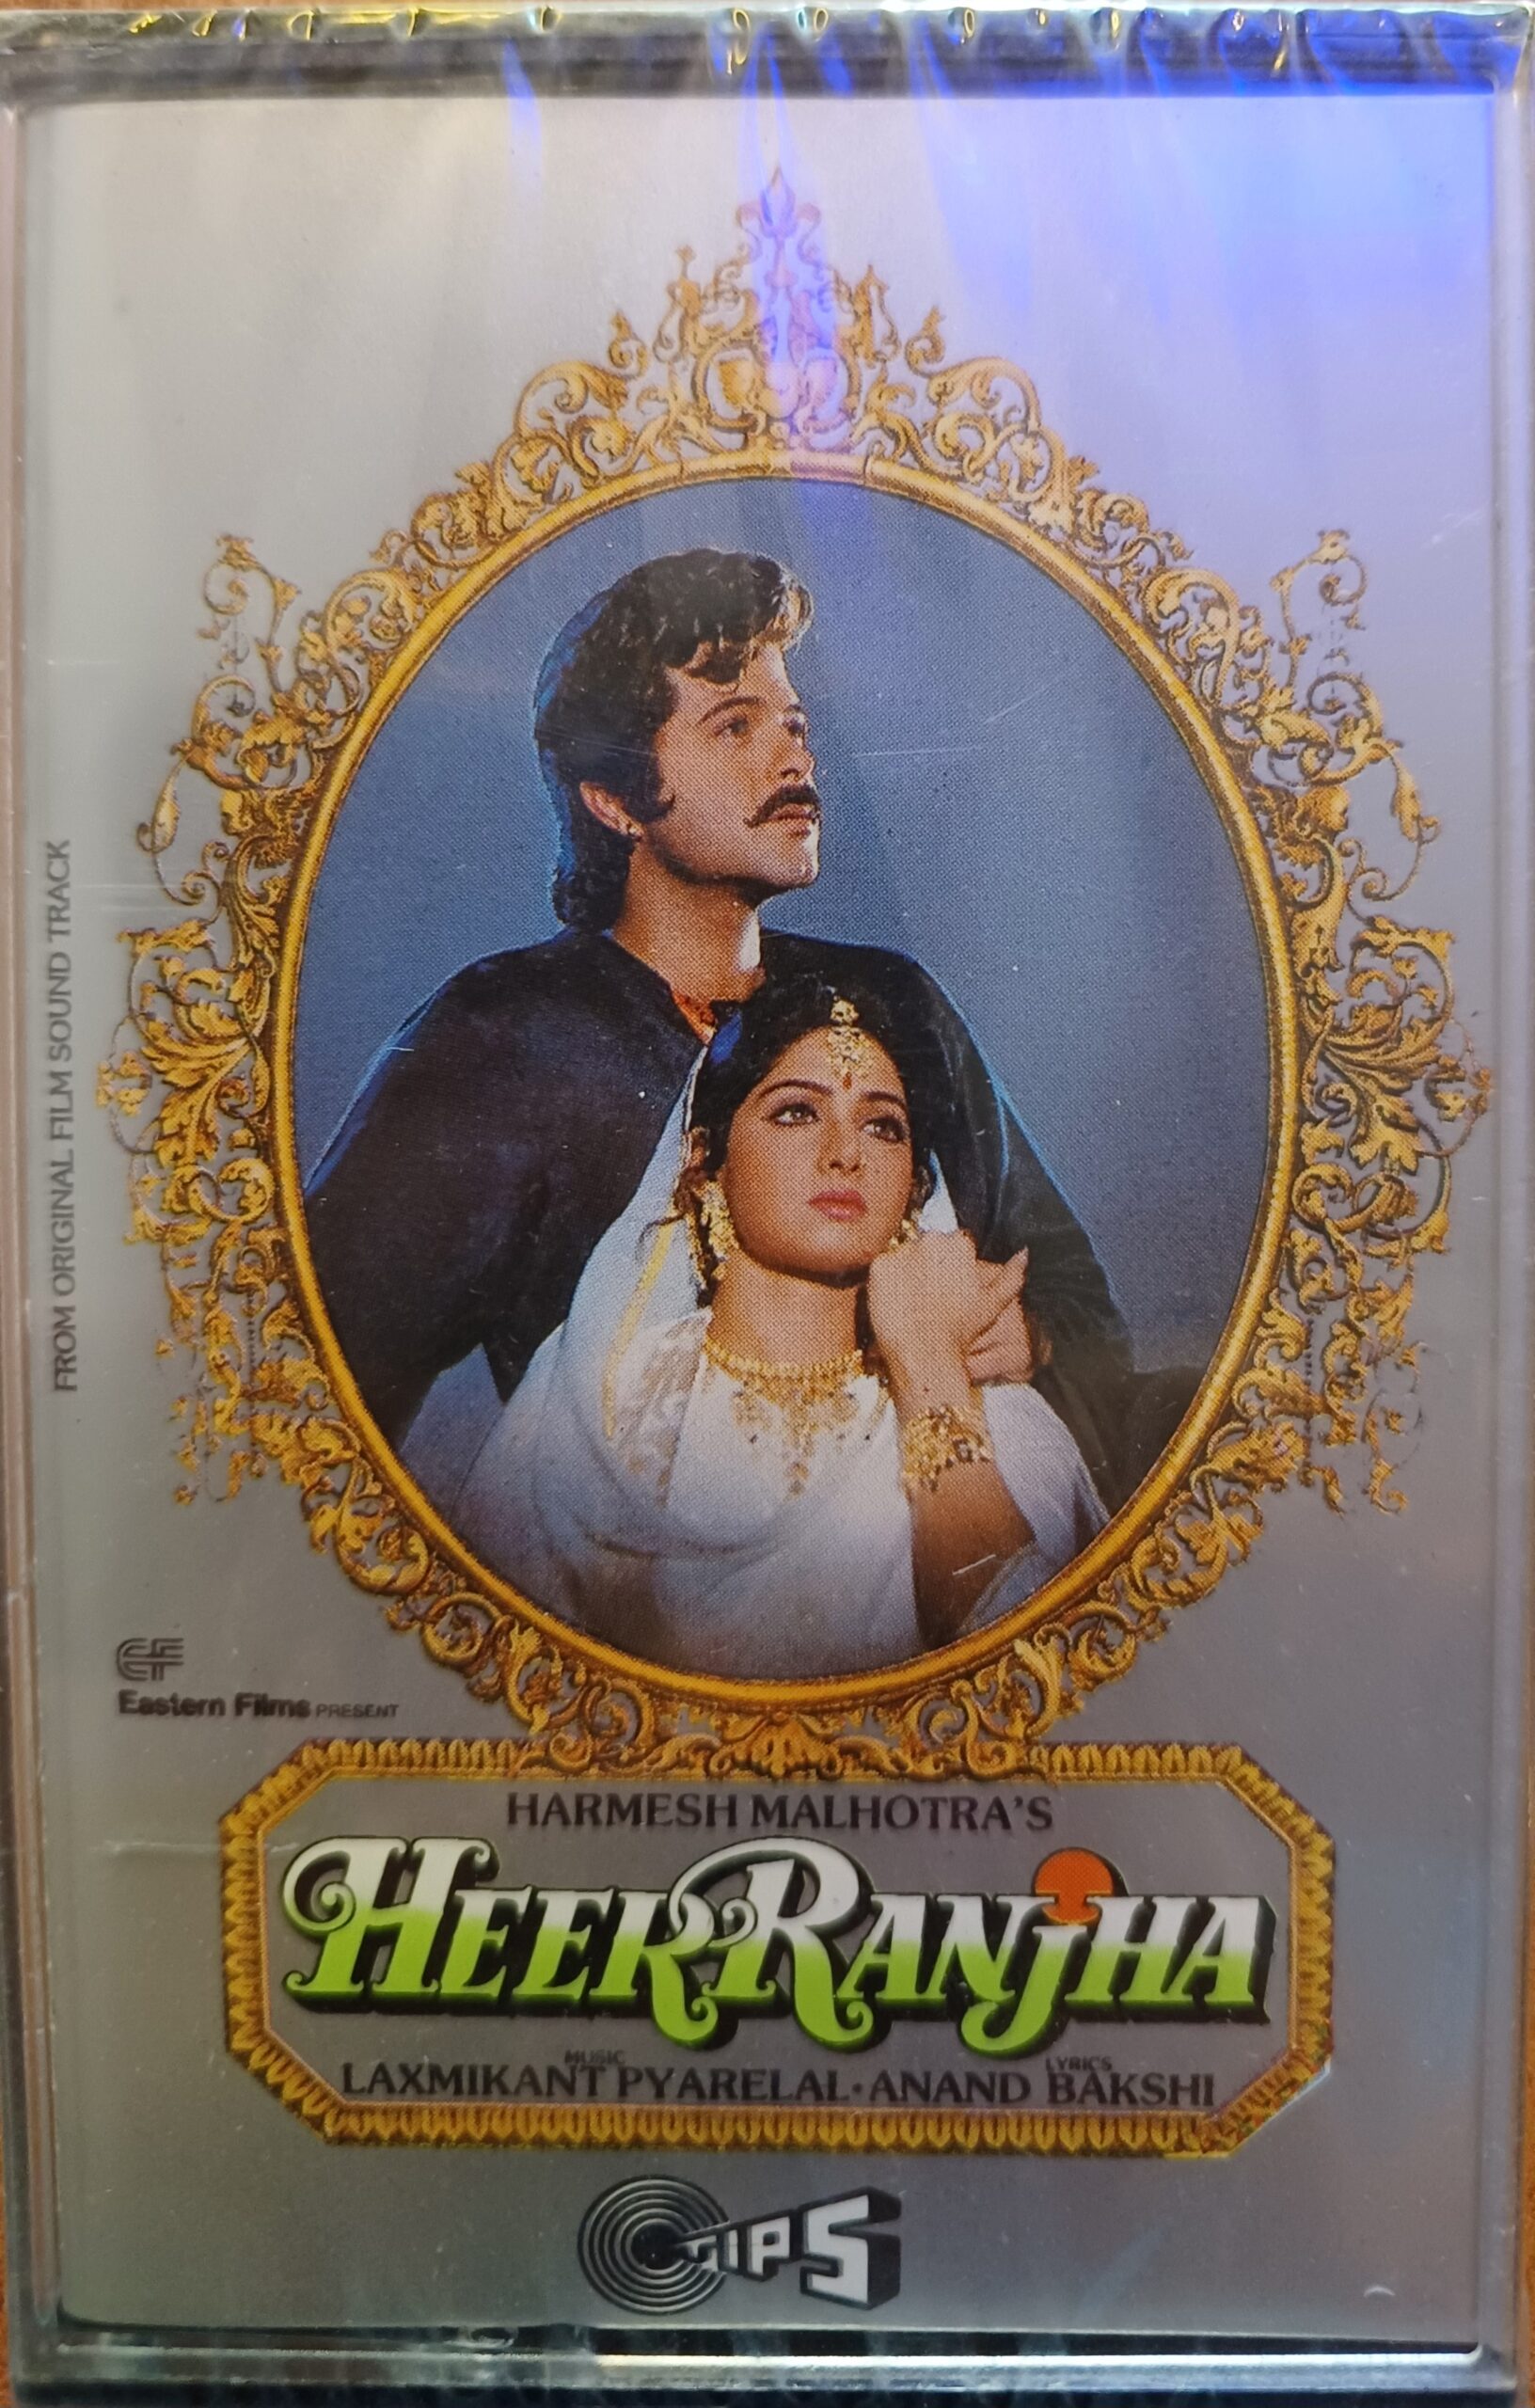 FROM ORIGINAL FILM SOUND TRACK
EF
Eastern Films PRESENT
HARMESH MALHOTRA'S
HEER RANJHA
MUSIC LYRICS
LAXMIKANT PYARELAL · ANAND BAKSHI
TIPS